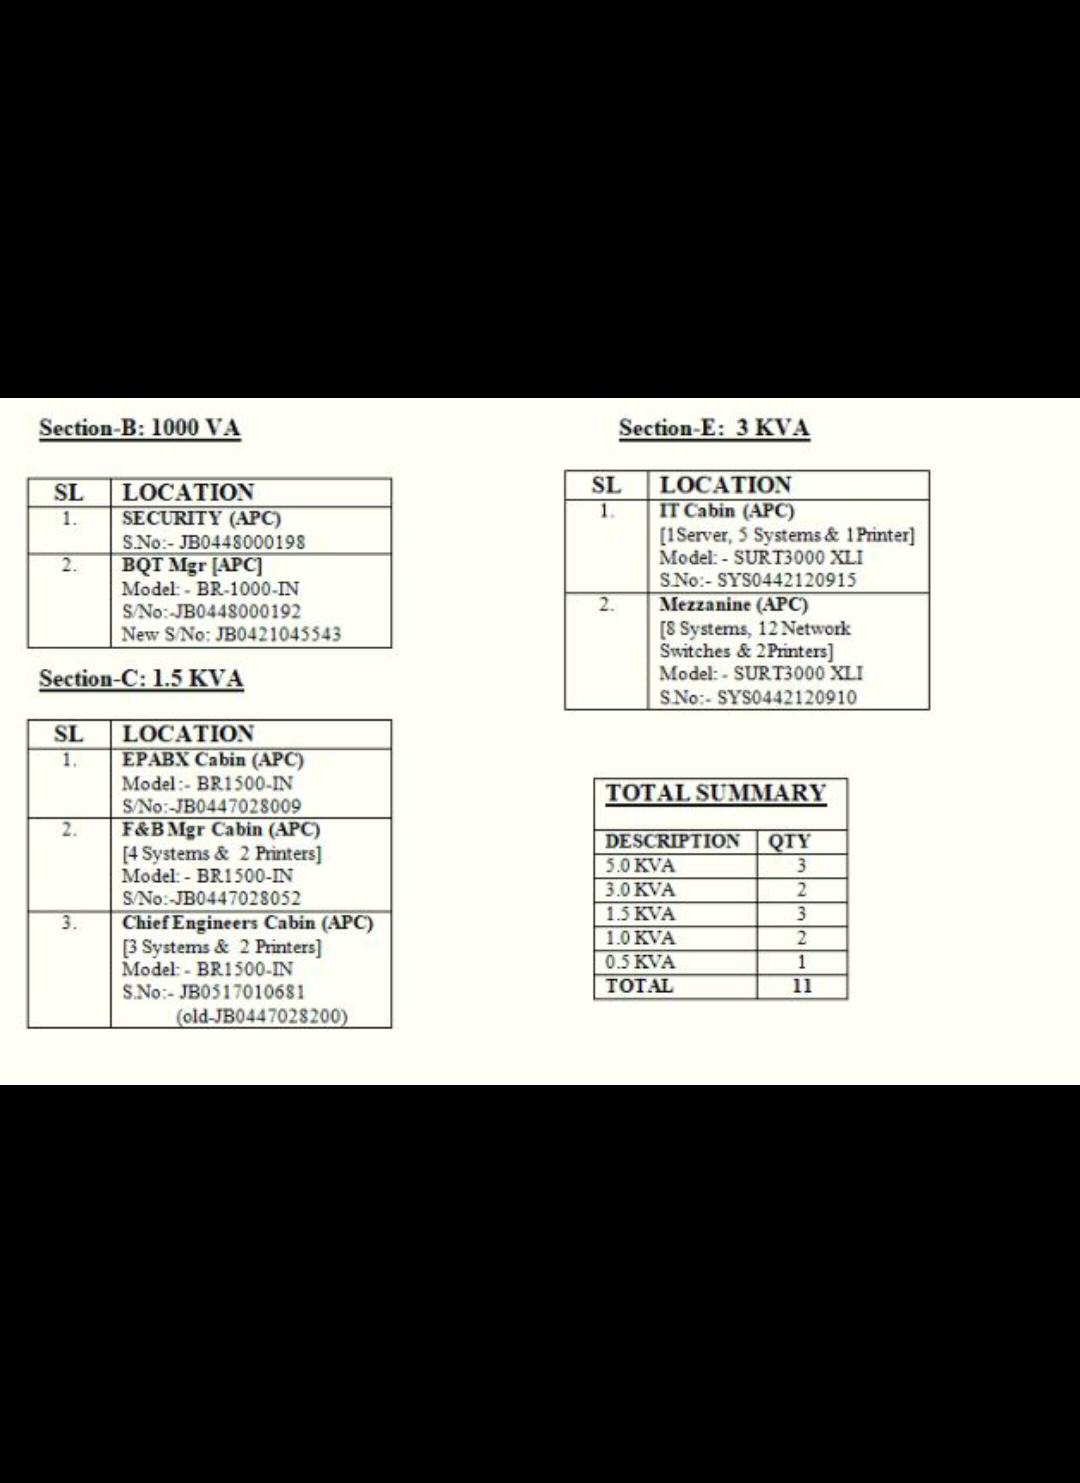 Section-B: 1000 VA
SL LOCATION
1. SECURITY (APC)
S.No:- JB0448000198
2. BQT Mgr [APC]
Model: - BR-1000-IN
S/No:-JB0448000192
New S/No: JB0421045543
Section-C: 1.5 KVA
SL LOCATION
1. EPABX Cabin (APC)
Model:- BR1500-IN
S/No:-JB0447028009
2. F&B Mgr Cabin (APC)
[4 Systems & 2 Printers]
Model: - BR1500-IN
S/No:-JB0447028052
3. Chief Engineers Cabin (APC)
[3 Systems & 2 Printers]
Model: - BR1500-IN
S.No:- JB0517010681
(old-JB0447028200)
Section-E: 3 KVA
SL LOCATION
1. IT Cabin (APC)
[1Server, 5 Systems & 1Printer]
Model: - SURT3000 XLI
S.No:- SYS0442120915
2. Mezzanine (APC)
[8 Systems, 12 Network
Switches & 2Printers]
Model: - SURT3000 XLI
S.No:- SYS0442120910
TOTAL SUMMARY
DESCRIPTION QTY
5.0 KVA 3
3.0 KVA 2
1.5 KVA 3
1.0 KVA 2
0.5 KVA 1
TOTAL 11